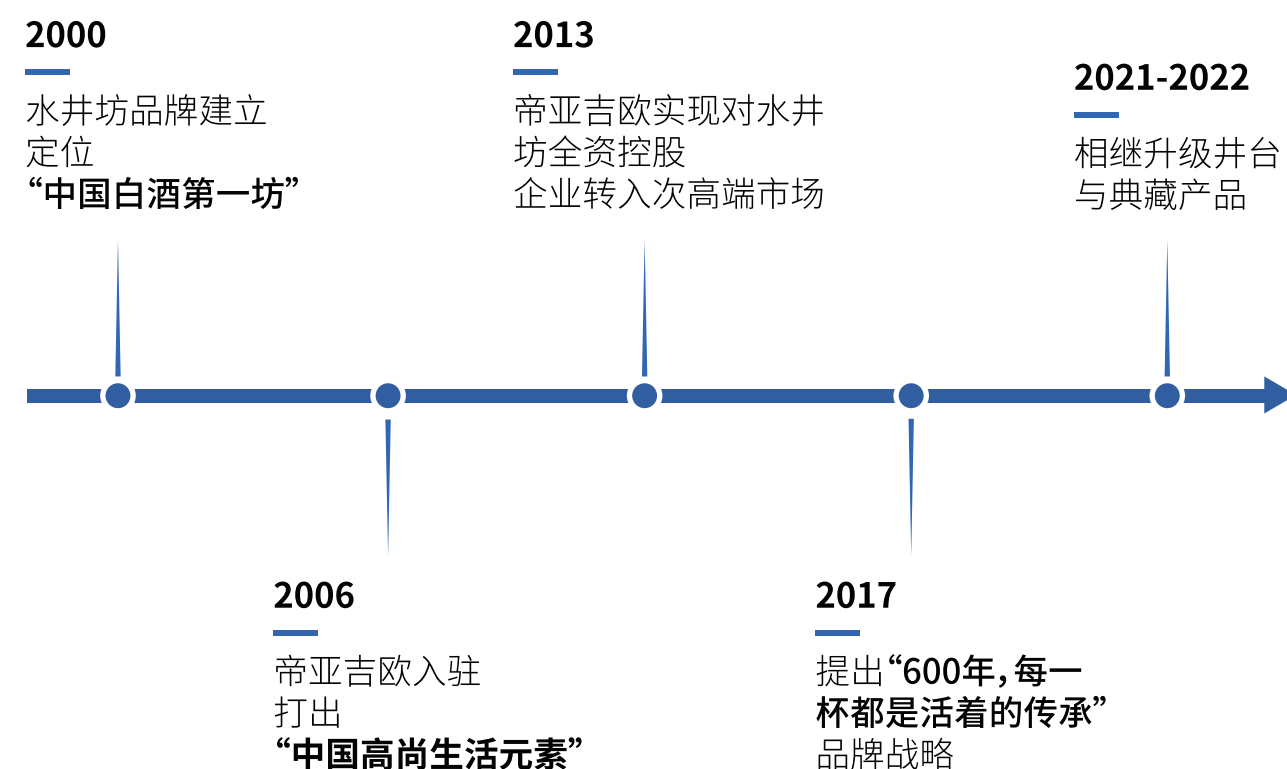 2000
水井坊品牌建立
定位
“中国白酒第一坊”
2013
帝亚吉欧实现对水井
坊全资控股
企业转入次高端市场
2021-2022
相继升级井台
与典藏产品
2006
帝亚吉欧入驻
打出
“中国高尚生活元素”
2017
提出“600年，每一
杯都是活着的传承”
品牌战略